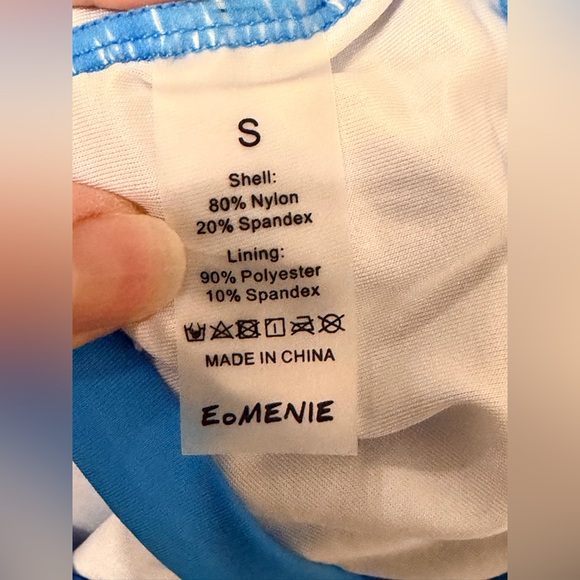 S
Shell:
80% Nylon
20% Spandex
Lining:
90% Polyester
10% Spandex
MADE IN CHINA
EoMENIE